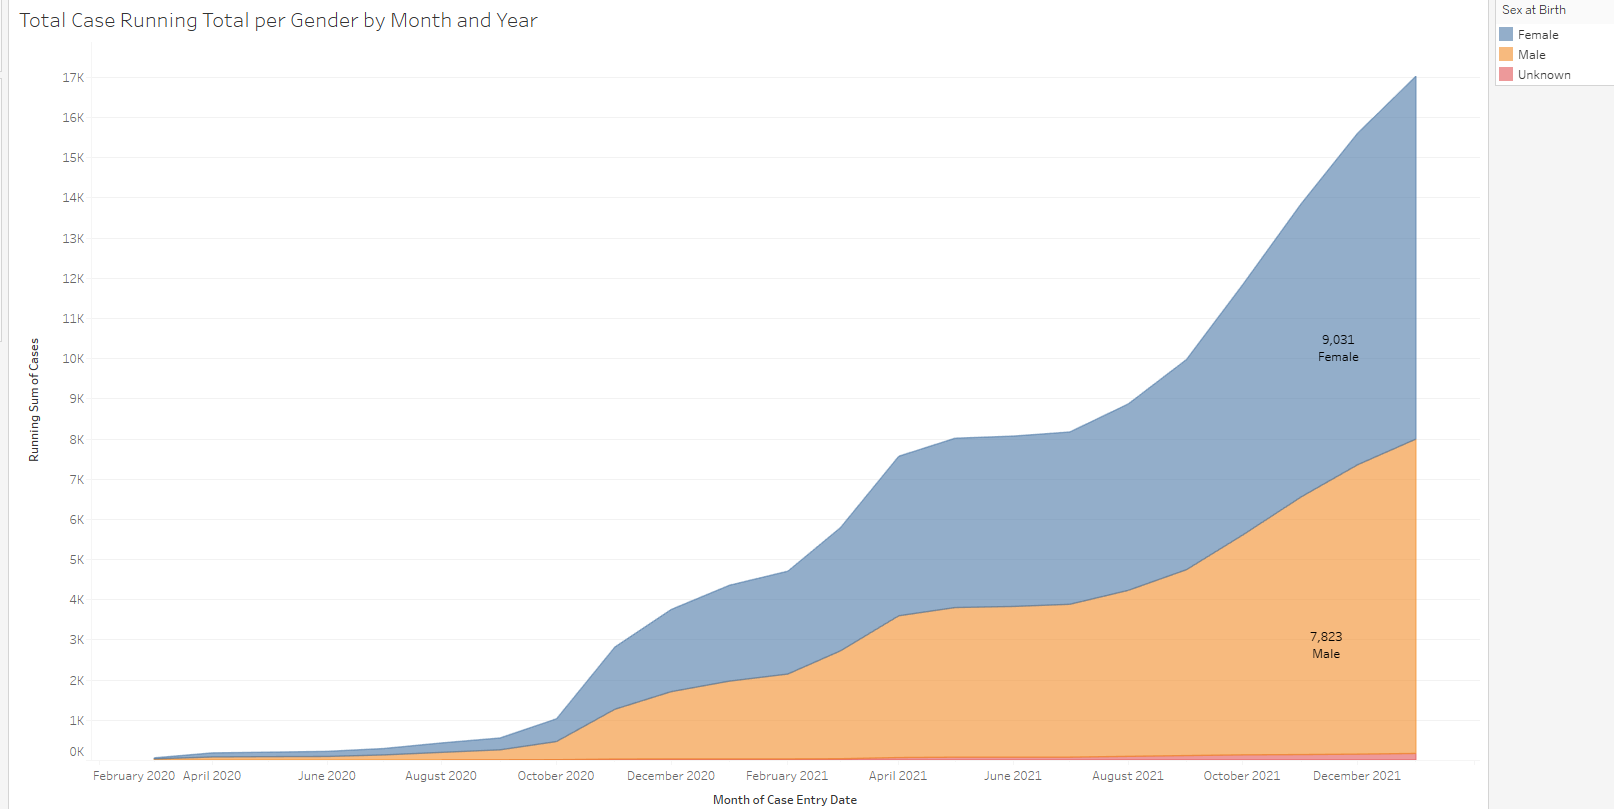 Total Case Running Total per Gender by Month and Year
Sex at Birth
Female
Male
Unknown
17K
16K
15K
14K
13K
12K
11K
10K
9K
8K
7K
6K
5K
4K
3K
2K
1K
0K
Running Sum of Cases
9,031
Female
7,823
Male
February 2020 April 2020 June 2020 August 2020 October 2020 December 2020 February 2021 April 2021 June 2021 August 2021 October 2021 December 2021
Month of Case Entry Date